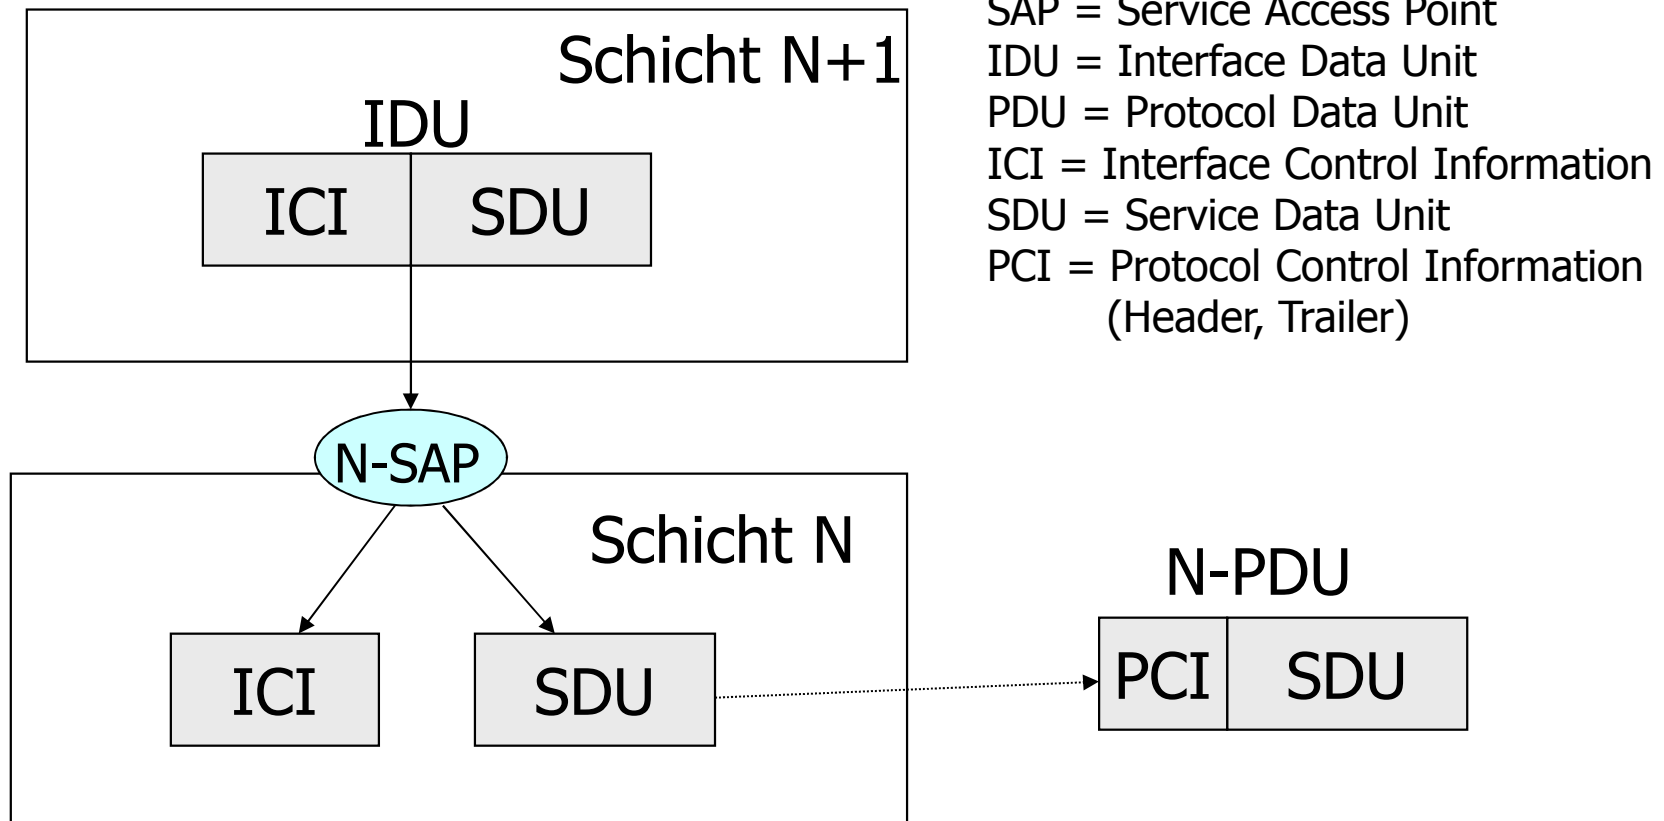 Schicht N+1
IDU
ICI SDU
N-SAP
Schicht N
ICI SDU
N-PDU
PCI SDU
SAP = Service Access Point
IDU = Interface Data Unit
PDU = Protocol Data Unit
ICI = Interface Control Information
SDU = Service Data Unit
PCI = Protocol Control Information
(Header, Trailer)